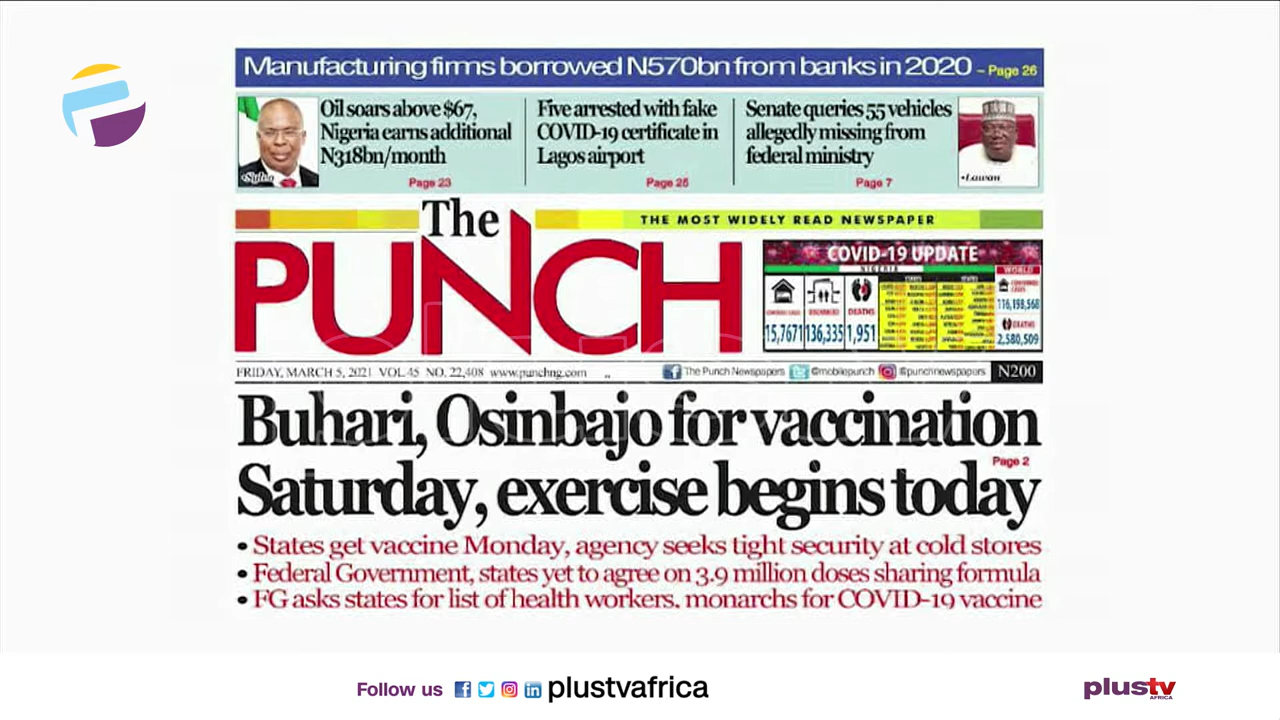 Manufacturing firms borrowed N570bn from banks in 2020 – Page 26
Oil soars above $67,
Nigeria earns additional
N318bn/month
Page 23
Five arrested with fake
COVID-19 certificate in
Lagos airport
Page 25
Senate queries 55 vehicles
allegedly missing from
federal ministry
Page 7
•Sylva
•Lawan
The
PUNCH
THE MOST WIDELY READ NEWSPAPER
COVID-19 UPDATE
NIGERIA
WORLD
DEATHS
15,7671
136,335
1,951
116,198,568
DEATHS
2,580,509
FRIDAY, MARCH 5, 2021 VOL 45 NO. 22,408 www.punchng.com
The Punch Newspapers @mobilepunch @punchnewspapers N200
Buhari, Osinbajo for vaccination
Page 2
Saturday, exercise begins today
• States get vaccine Monday, agency seeks tight security at cold stores
• Federal Government, states yet to agree on 3.9 million doses sharing formula
• FG asks states for list of health workers, monarchs for COVID-19 vaccine
Follow us plustvafrica
plustv
AFRICA